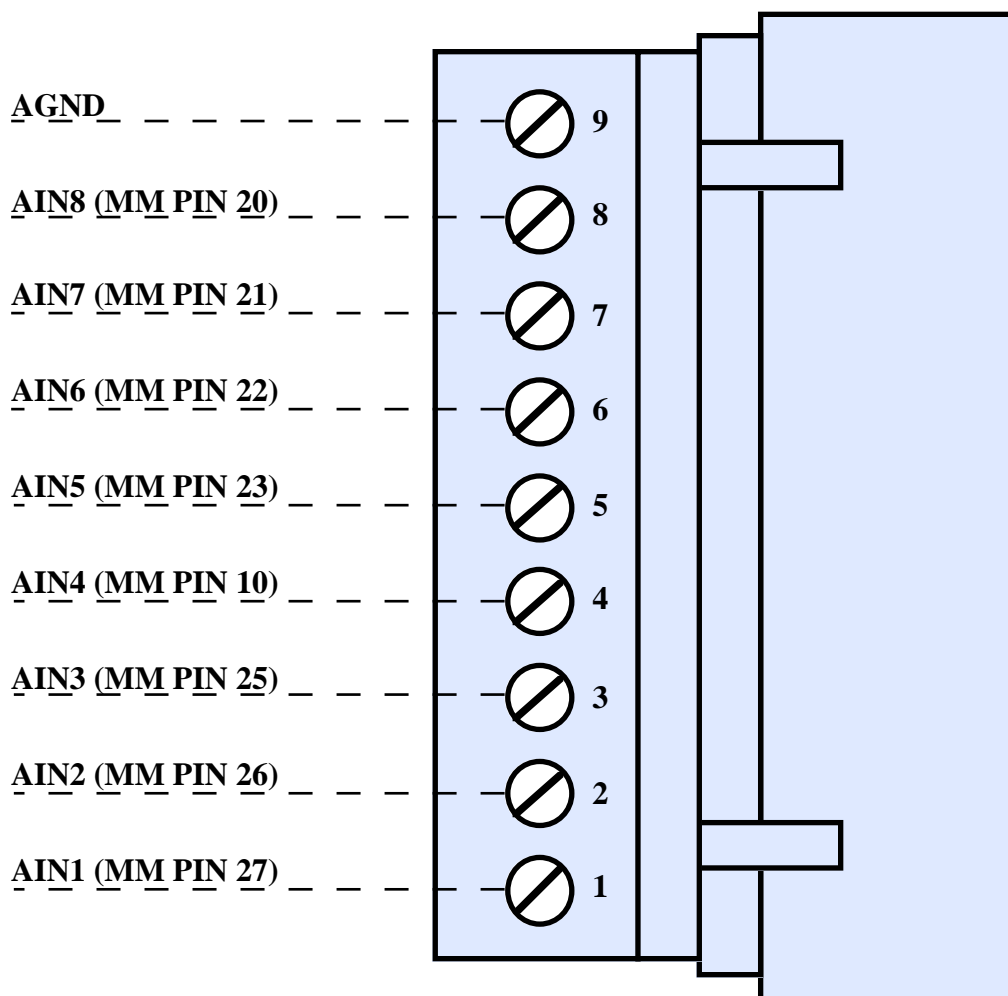 AGND 9
AIN8 (MM PIN 20) 8
AIN7 (MM PIN 21) 7
AIN6 (MM PIN 22) 6
AIN5 (MM PIN 23) 5
AIN4 (MM PIN 10) 4
AIN3 (MM PIN 25) 3
AIN2 (MM PIN 26) 2
AIN1 (MM PIN 27) 1